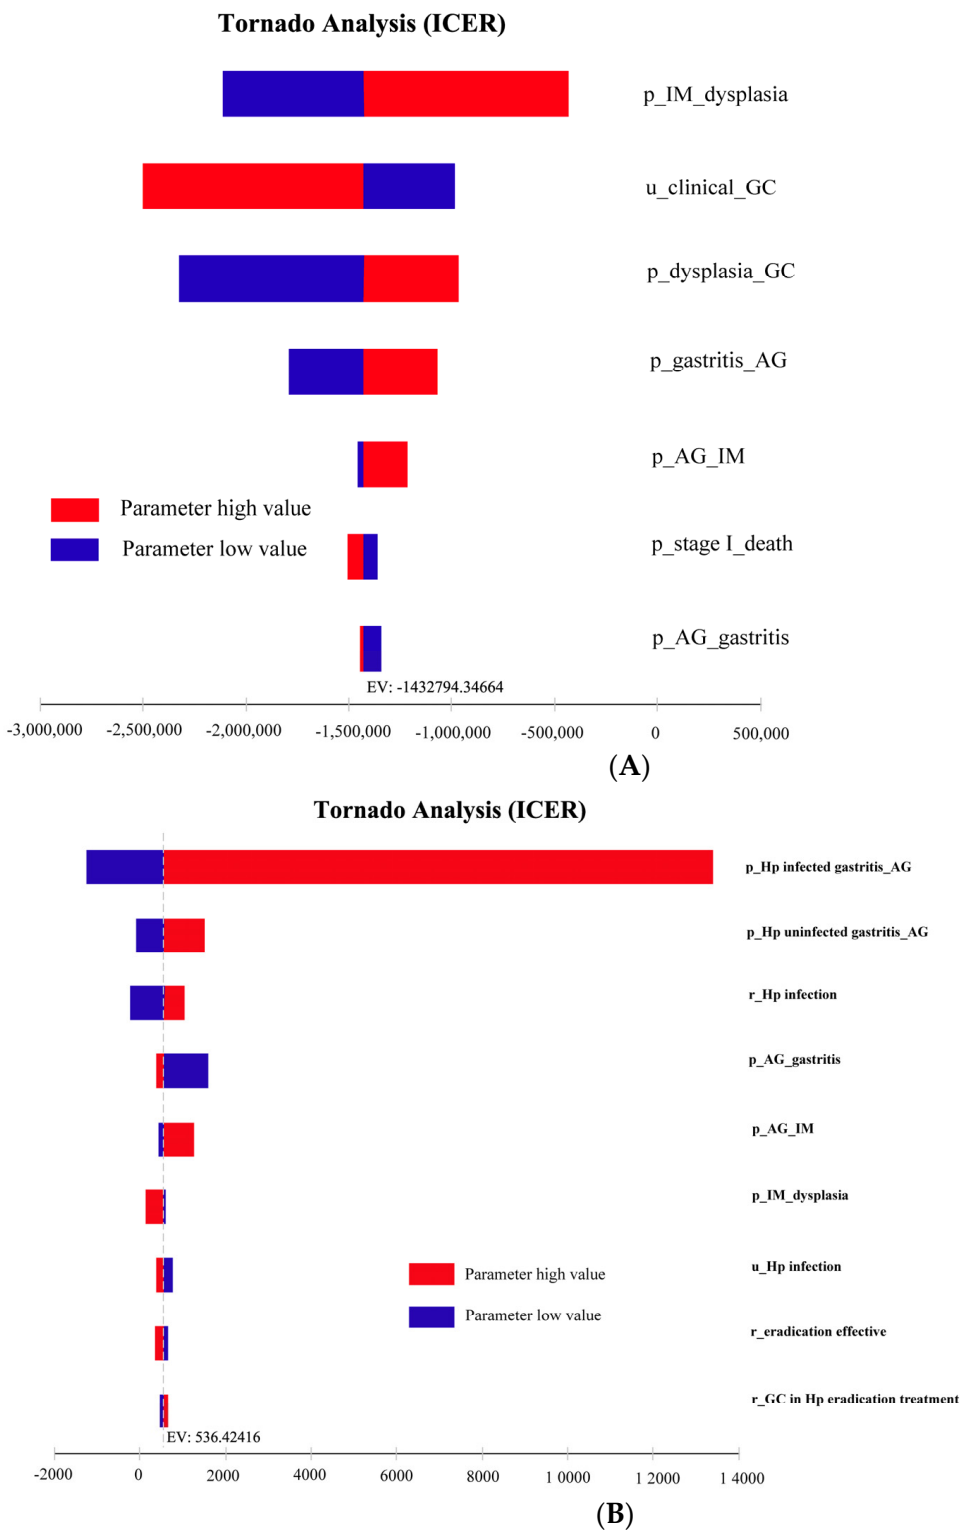 Tornado Analysis (ICER)
p_IM_dysplasia
u_clinical_GC
p_dysplasia_GC
p_gastritis_AG
p_AG_IM
Parameter high value
Parameter low value
p_stage I_death
p_AG_gastritis
EV: -1432794.34664
-3,000,000 -2,500,000 -2,000,000 -1,500,000 -1,000,000 -500,000 0 500,000
(A)
Tornado Analysis (ICER)
p_Hp infected gastritis_AG
p_Hp uninfected gastritis_AG
r_Hp infection
p_AG_gastritis
p_AG_IM
p_IM_dysplasia
u_Hp infection
Parameter high value
Parameter low value
r_eradication effective
r_GC in Hp eradication treatment
EV: 536.42416
-2000 0 2000 4000 6000 8000 1 0000 1 2000 1 4000
(B)